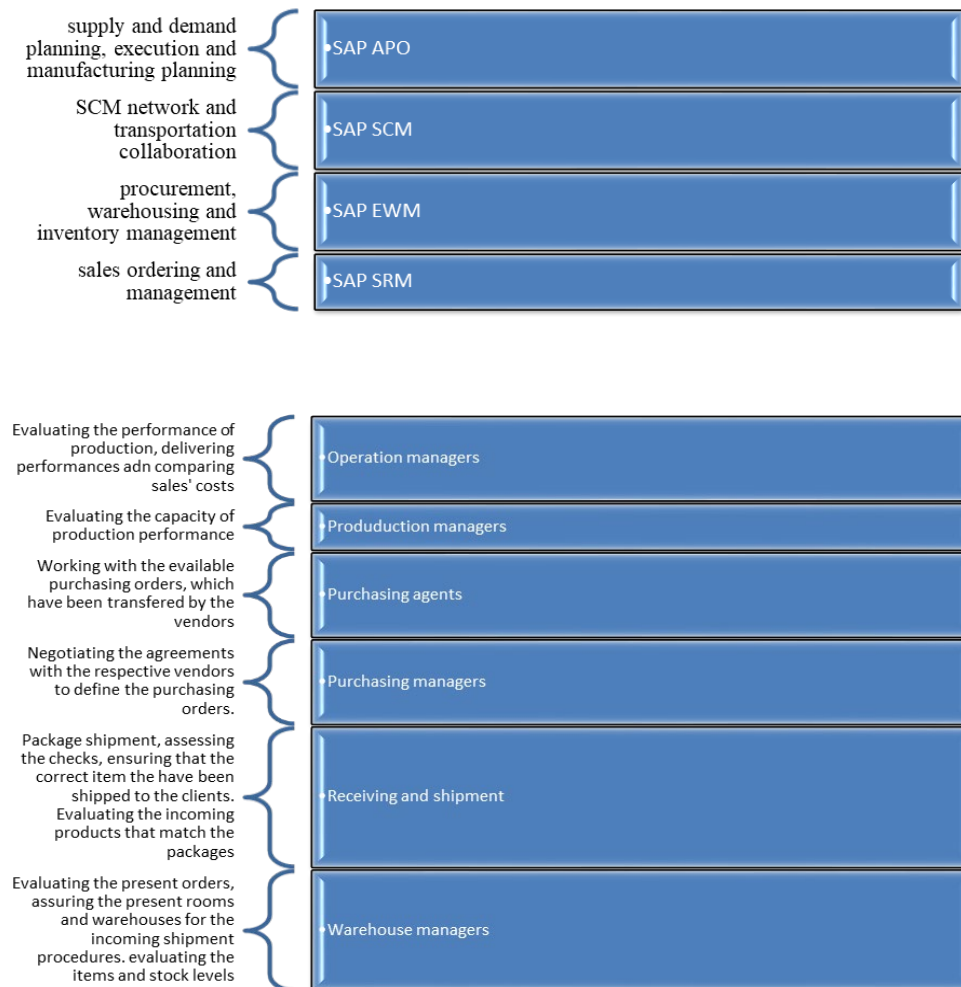 supply and demand
planning, execution and
manufacturing planning
SAP APO
SCM network and
transportation
collaboration
SAP SCM
procurement,
warehousing and
inventory management
SAP EWM
sales ordering and
management
SAP SRM
Evaluating the performance of
production, delivering
performances adn comparing
sales' costs
Operation managers
Evaluating the capacity of
production performance
Produduction managers
Working with the available
purchasing orders, which
have been transfered by the
vendors
Purchasing agents
Negotiating the agreements
with the respective vendors
to define the purchasing
orders.
Purchasing managers
Package shipment, assessing
the checks, ensuring that the
correct item the have been
shipped to the clients.
Evaluating the incoming
products that match the
packages
Receiving and shipment
Evaluating the present orders,
assuring the present rooms
and warehouses for the
incoming shipment
procedures. evaluating the
items and stock levels
Warehouse managers